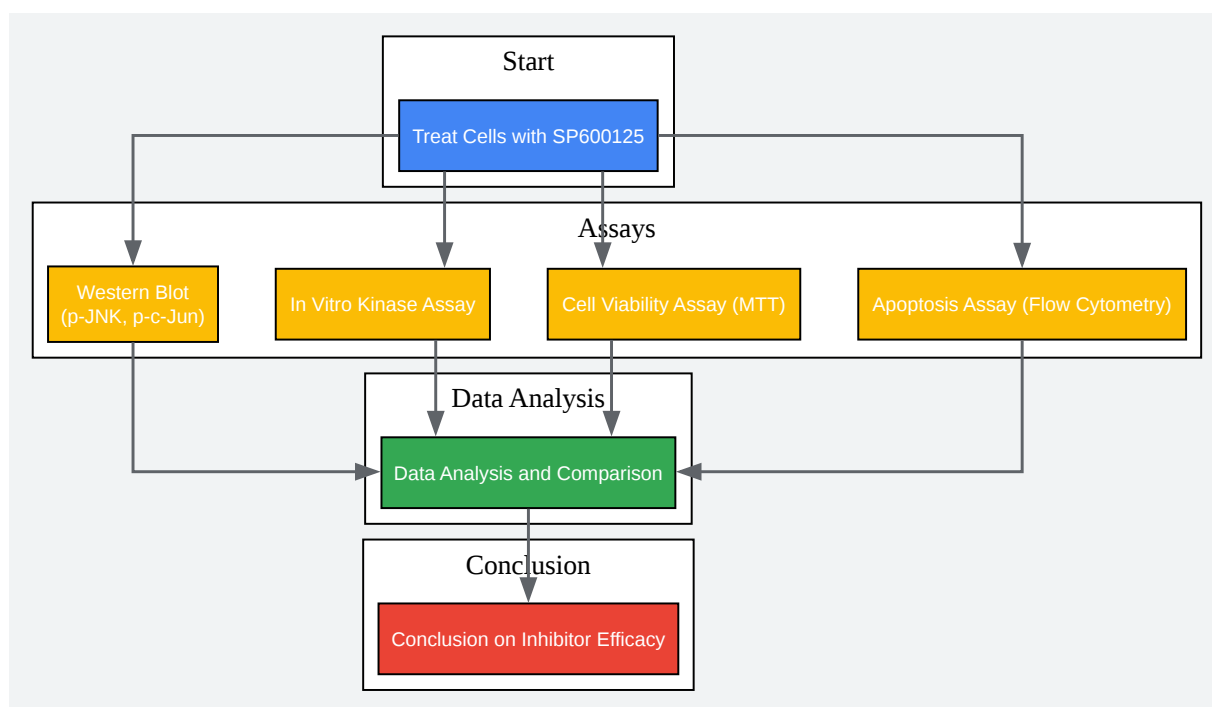 Start
Treat Cells with SP600125
Assays
Western Blot
(p-JNK, p-c-Jun)
In Vitro Kinase Assay
Cell Viability Assay (MTT)
Apoptosis Assay (Flow Cytometry)
Data Analysis
Data Analysis and Comparison
Conclusion
Conclusion on Inhibitor Efficacy